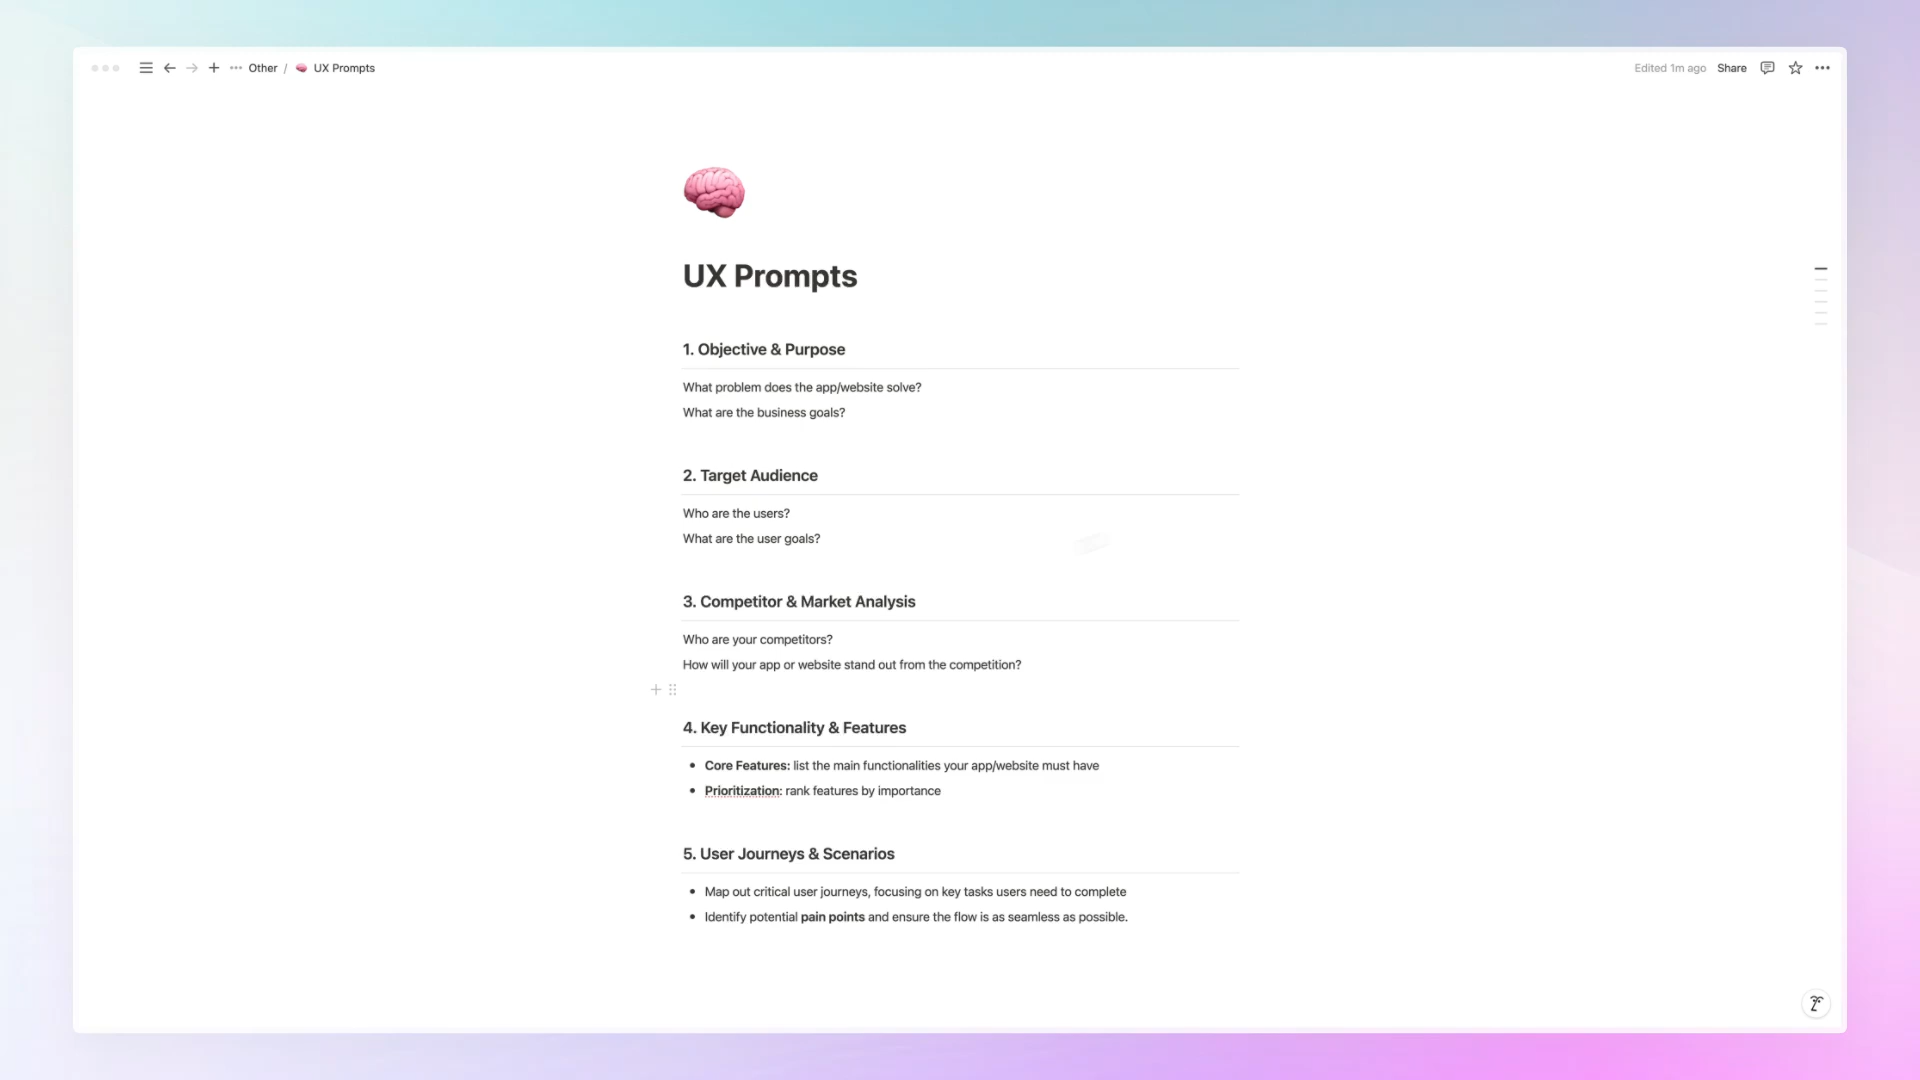 Other / UX Prompts
Edited 1m ago Share
UX Prompts
1. Objective & Purpose
What problem does the app/website solve?
What are the business goals?
2. Target Audience
Who are the users?
What are the user goals?
3. Competitor & Market Analysis
Who are your competitors?
How will your app or website stand out from the competition?
4. Key Functionality & Features
• Core Features: list the main functionalities your app/website must have
• Prioritization: rank features by importance
5. User Journeys & Scenarios
• Map out critical user journeys, focusing on key tasks users need to complete
• Identify potential pain points and ensure the flow is as seamless as possible.